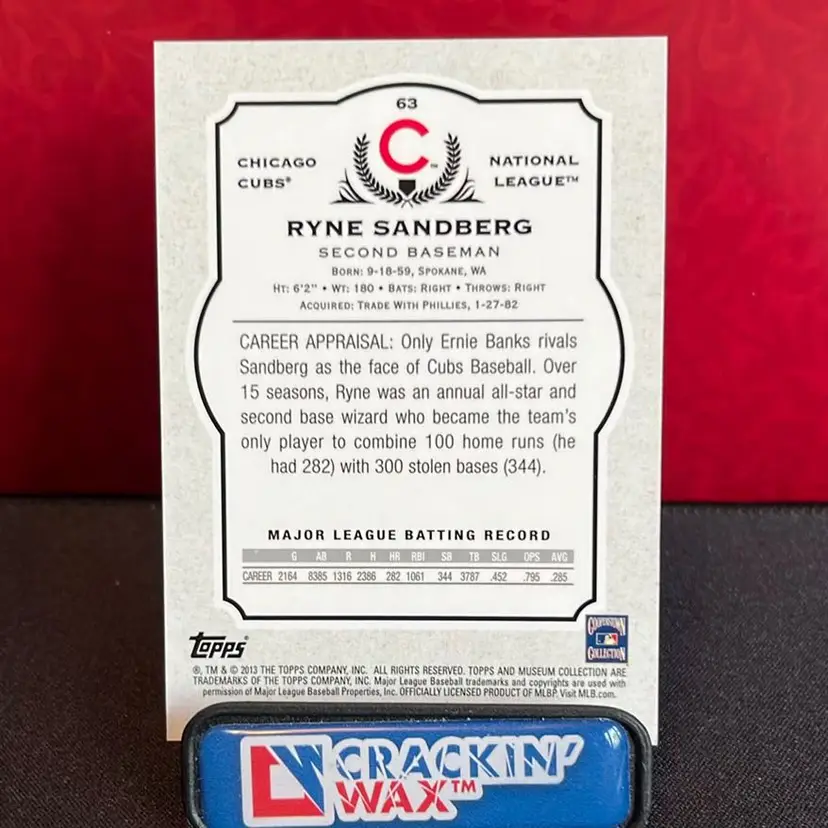 63
C
CHICAGO CUBS®
NATIONAL LEAGUE™
RYNE SANDBERG
SECOND BASEMAN
BORN: 9-18-59, SPOKANE, WA
HT: 6'2" • WT: 180 • BATS: RIGHT • THROWS: RIGHT
ACQUIRED: TRADE WITH PHILLIES, 1-27-82
CAREER APPRAISAL: Only Ernie Banks rivals
Sandberg as the face of Cubs Baseball. Over
15 seasons, Ryne was an annual all-star and
second base wizard who became the team's
only player to combine 100 home runs (he
had 282) with 300 stolen bases (344).
MAJOR LEAGUE BATTING RECORD
G AB R H HR RBI SB TB SLG OPS AVG
CAREER 2164 8385 1316 2386 282 1061 344 3787 .452 .795 .285
Topps®
COOPERSTOWN
COLLECTION
®, TM & © 2013 THE TOPPS COMPANY, INC. ALL RIGHTS RESERVED. TOPPS AND MUSEUM COLLECTION ARE
TRADEMARKS OF THE TOPPS COMPANY, INC. Major League Baseball trademarks and copyrights are used with
permission of Major League Baseball Properties, Inc. OFFICIALLY LICENSED PRODUCT OF MLBP. Visit MLB.com.
CW CRACKIN'
WAX™